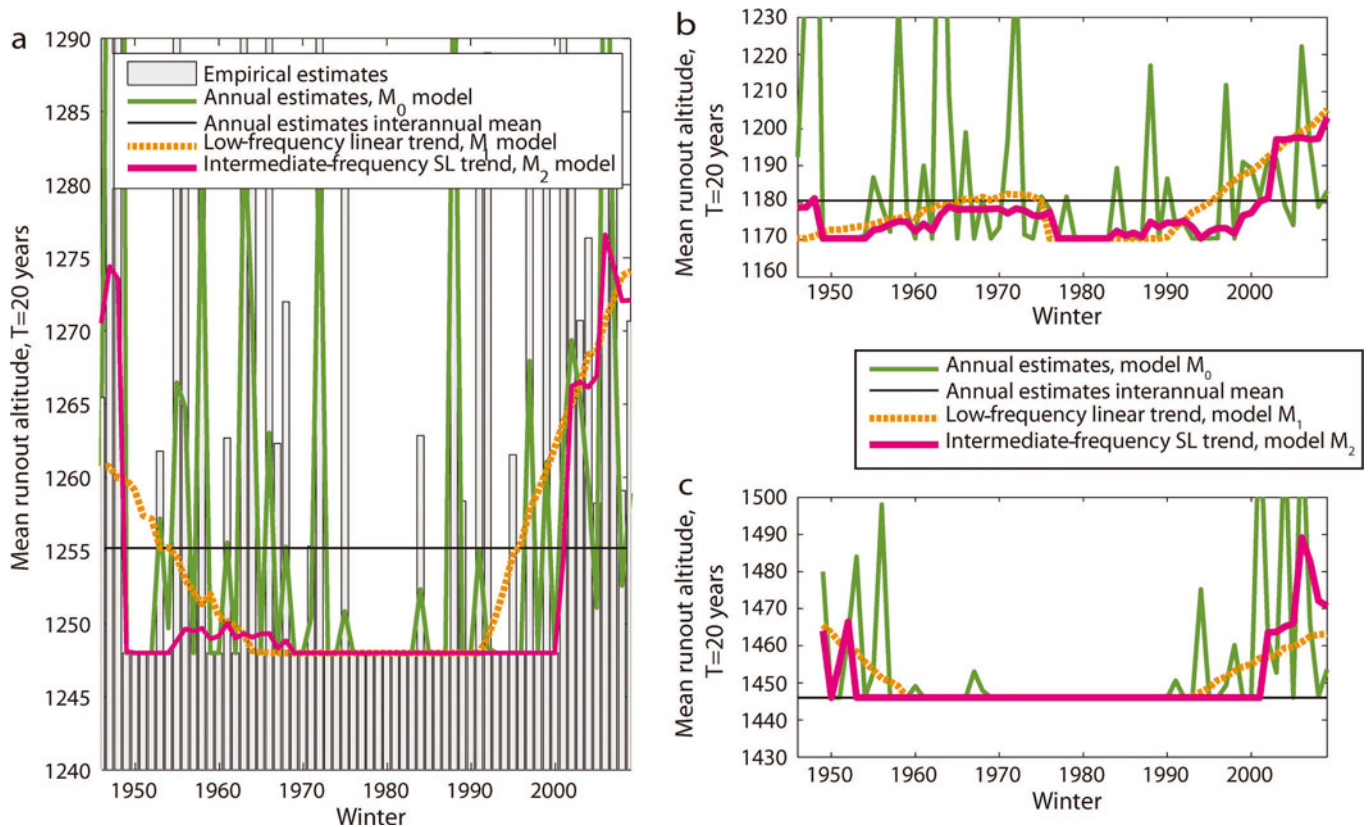 a
1290
1285
1280
1275
1270
1265
1260
1255
1250
1245
1240
Mean runout altitude, T=20 years
Empirical estimates
Annual estimates, M0 model
Annual estimates interannual mean
Low-frequency linear trend, M1 model
Intermediate-frequency SL trend, M2 model
1950 1960 1970 1980 1990 2000
Winter
b
1230
1220
1210
1200
1190
1180
1170
1160
Mean runout altitude,
T=20 years
1950 1960 1970 1980 1990 2000
Winter
Annual estimates, model M0
Annual estimates interannual mean
Low-frequency linear trend, model M1
Intermediate-frequency SL trend, model M2
c
1500
1490
1480
1470
1460
1450
1440
1430
Mean runout altitude,
T=20 years
1950 1960 1970 1980 1990 2000
Winter